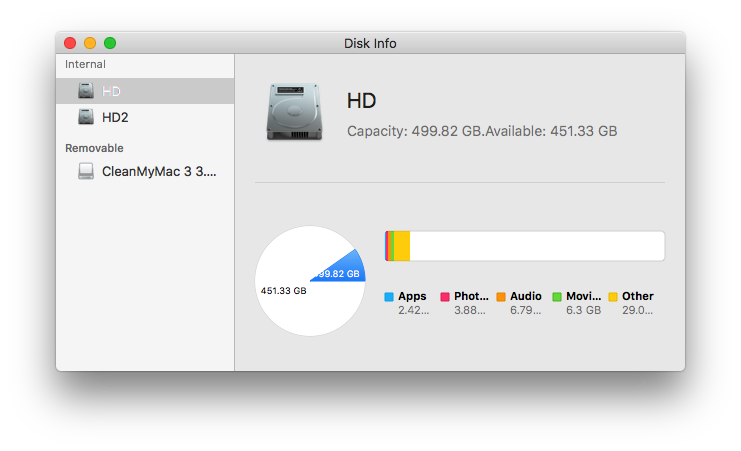 Disk Info
Internal
HD
HD2
Removable
CleanMyMac 3 3....
HD
Capacity: 499.82 GB.Available: 451.33 GB
499.82 GB
451.33 GB
Apps Phot... Audio Movi... Other
2.42... 3.88... 6.79... 6.3 GB 29.0...